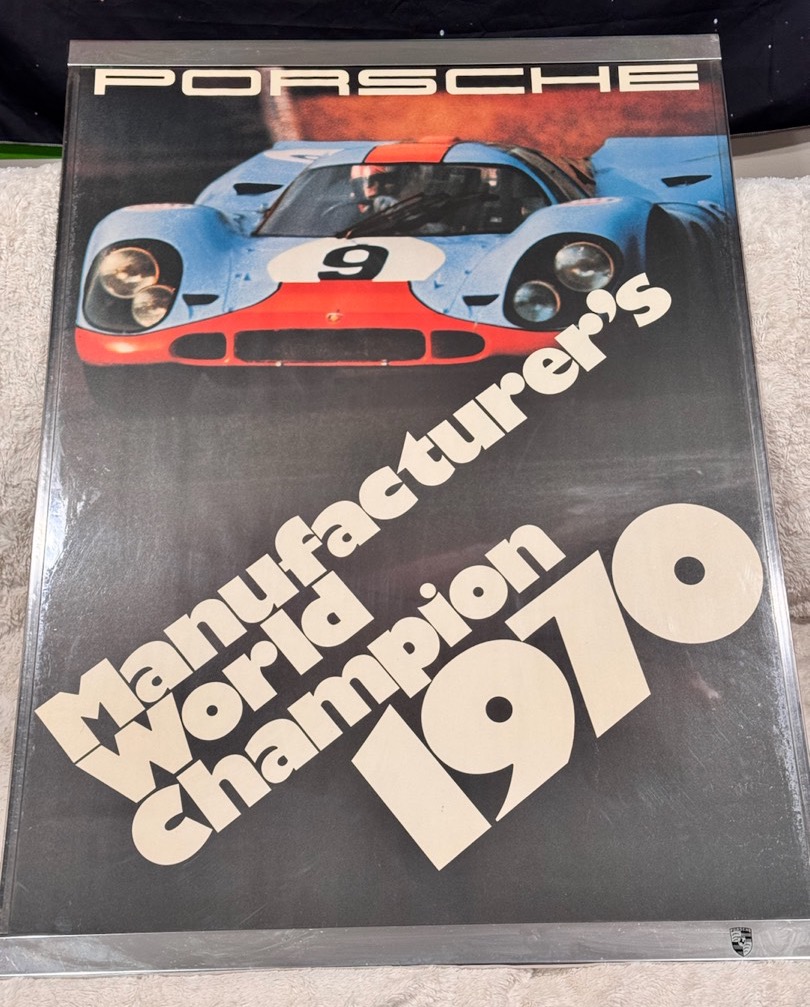 PORSCHE
9
Manufacturer's
World
Champion
1970